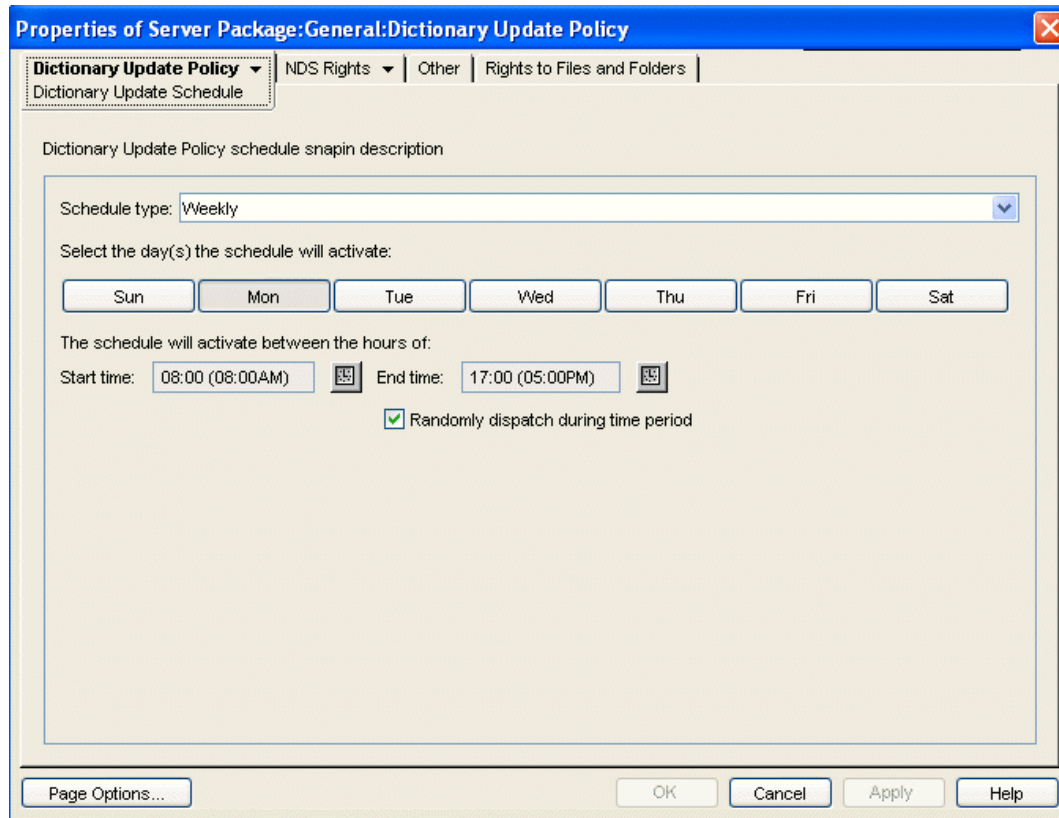 Properties of Server Package:General:Dictionary Update Policy
Dictionary Update Policy NDS Rights Other Rights to Files and Folders
Dictionary Update Schedule
Dictionary Update Policy schedule snapin description
Schedule type: Weekly
Select the day(s) the schedule will activate:
Sun Mon Tue Wed Thu Fri Sat
The schedule will activate between the hours of:
Start time: 08:00 (08:00AM) End time: 17:00 (05:00PM)
Randomly dispatch during time period
Page Options... OK Cancel Apply Help